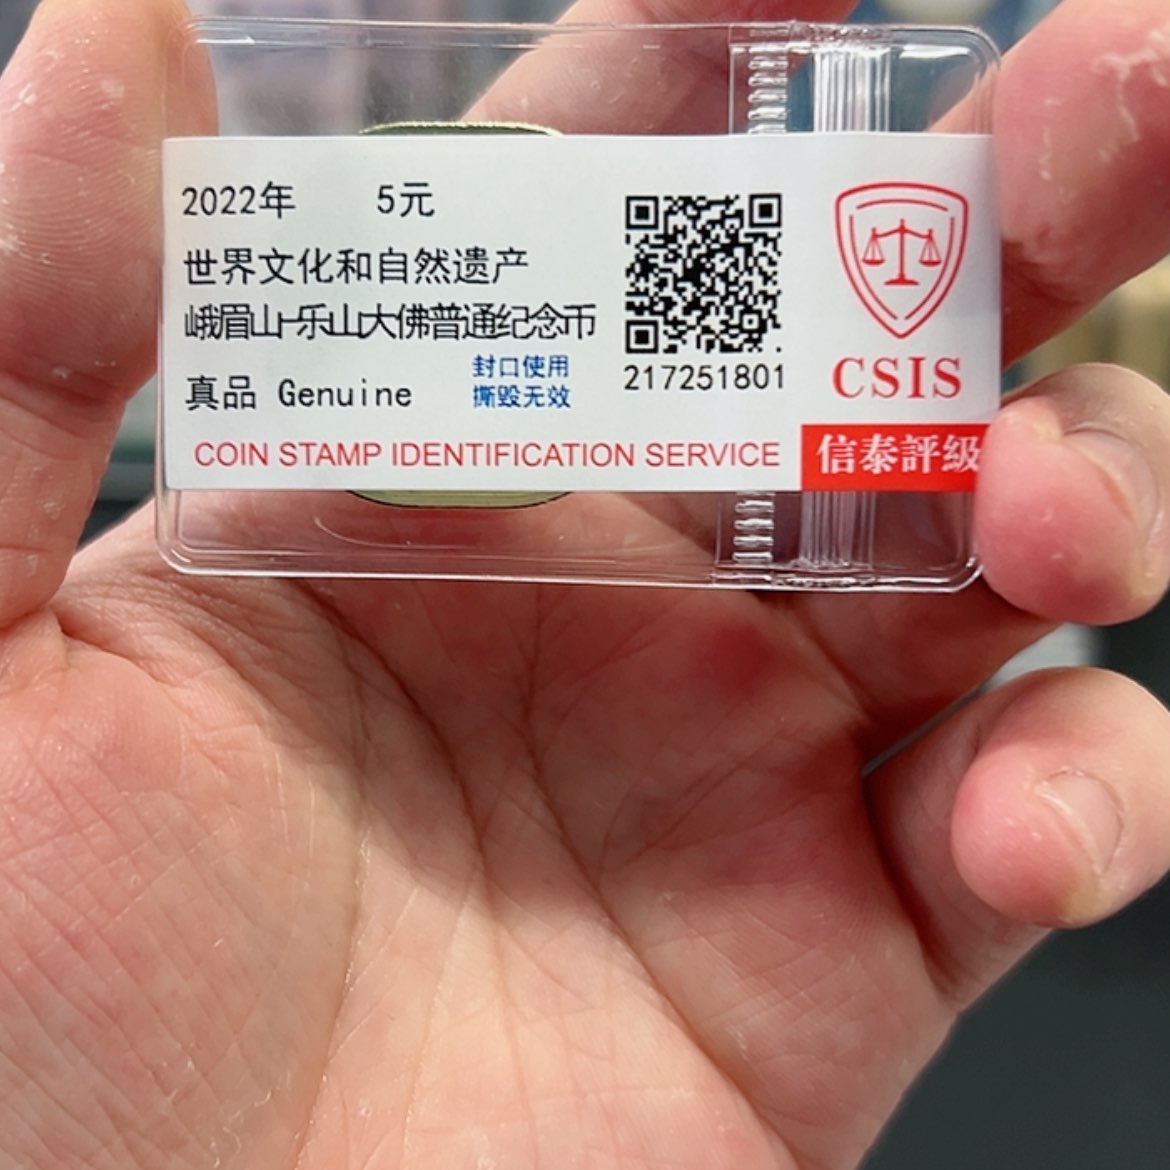 2022年 5元
世界文化和自然遗产
峨眉山-乐山大佛普通纪念币
真品 Genuine
封口使用
撕毁无效
217251801
CSIS
COIN STAMP IDENTIFICATION SERVICE
信泰評級